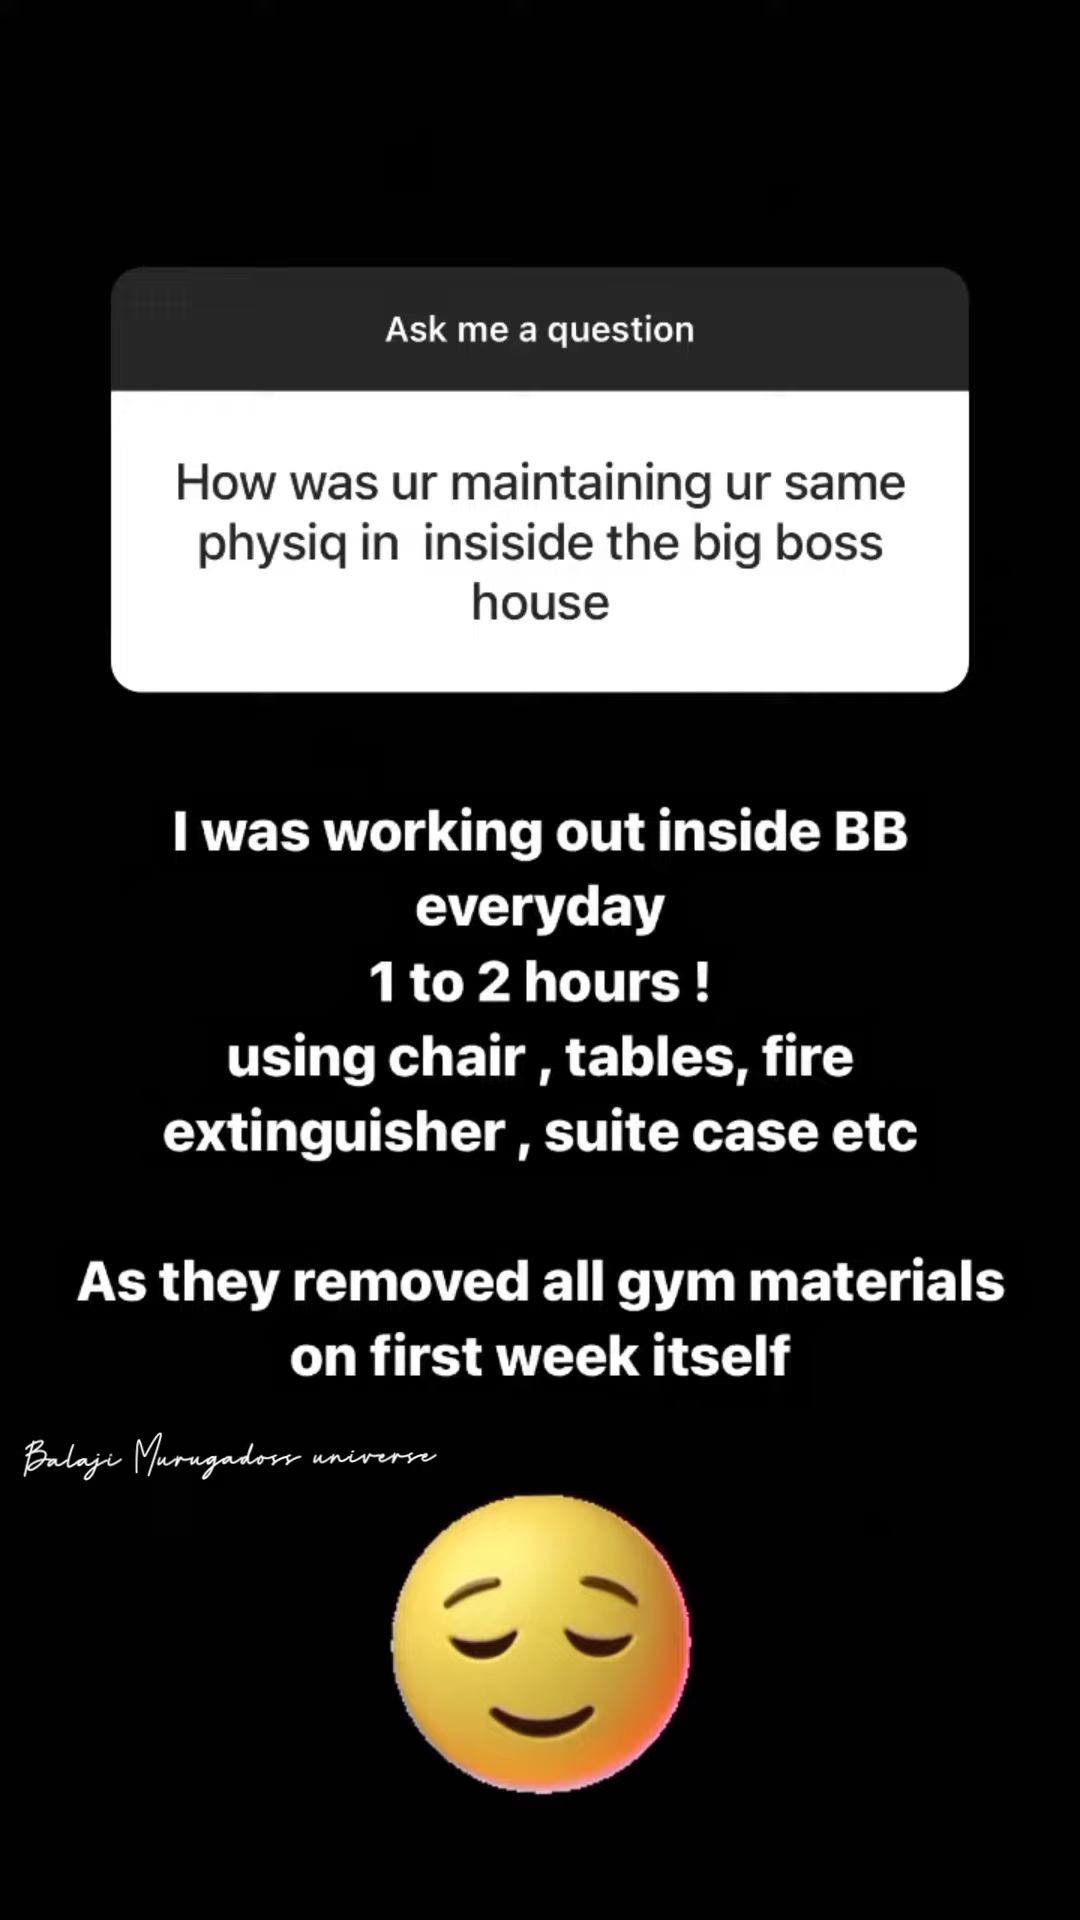 Ask me a question
How was ur maintaining ur same
physiq in  insiside the big boss
house
I was working out inside BB
everyday
1 to 2 hours !
using chair , tables, fire
extinguisher , suite case etc
As they removed all gym materials
on first week itself
Balaji Murugadoss universe